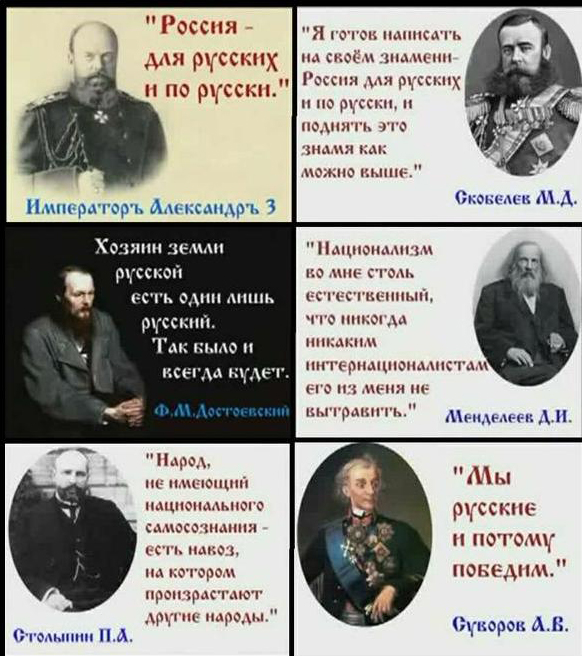 "Россия -
для русских
и по русски."
Императоръ Александръ 3
"Я готов написать
на своём знамени-
Россия для русских
и по русски, и
поднять это
знамя как
можно выше."
Скобелев М.Д.
Хозяин земли
русской
есть один лишь
русский.
Так было и
всегда будет.
Ф.М.Достоевский
"Национализм
во мне столь
естественный,
что никогда
никаким
интернационалистам
его из меня не
вытравить."
Менделеев Д.И.
"Народ,
не имеющий
национального
самосознания -
есть навоз,
на котором
произрастают
другие народы."
Столыпин П.А.
"Мы
русские
и потому
победим."
Суворов А.В.